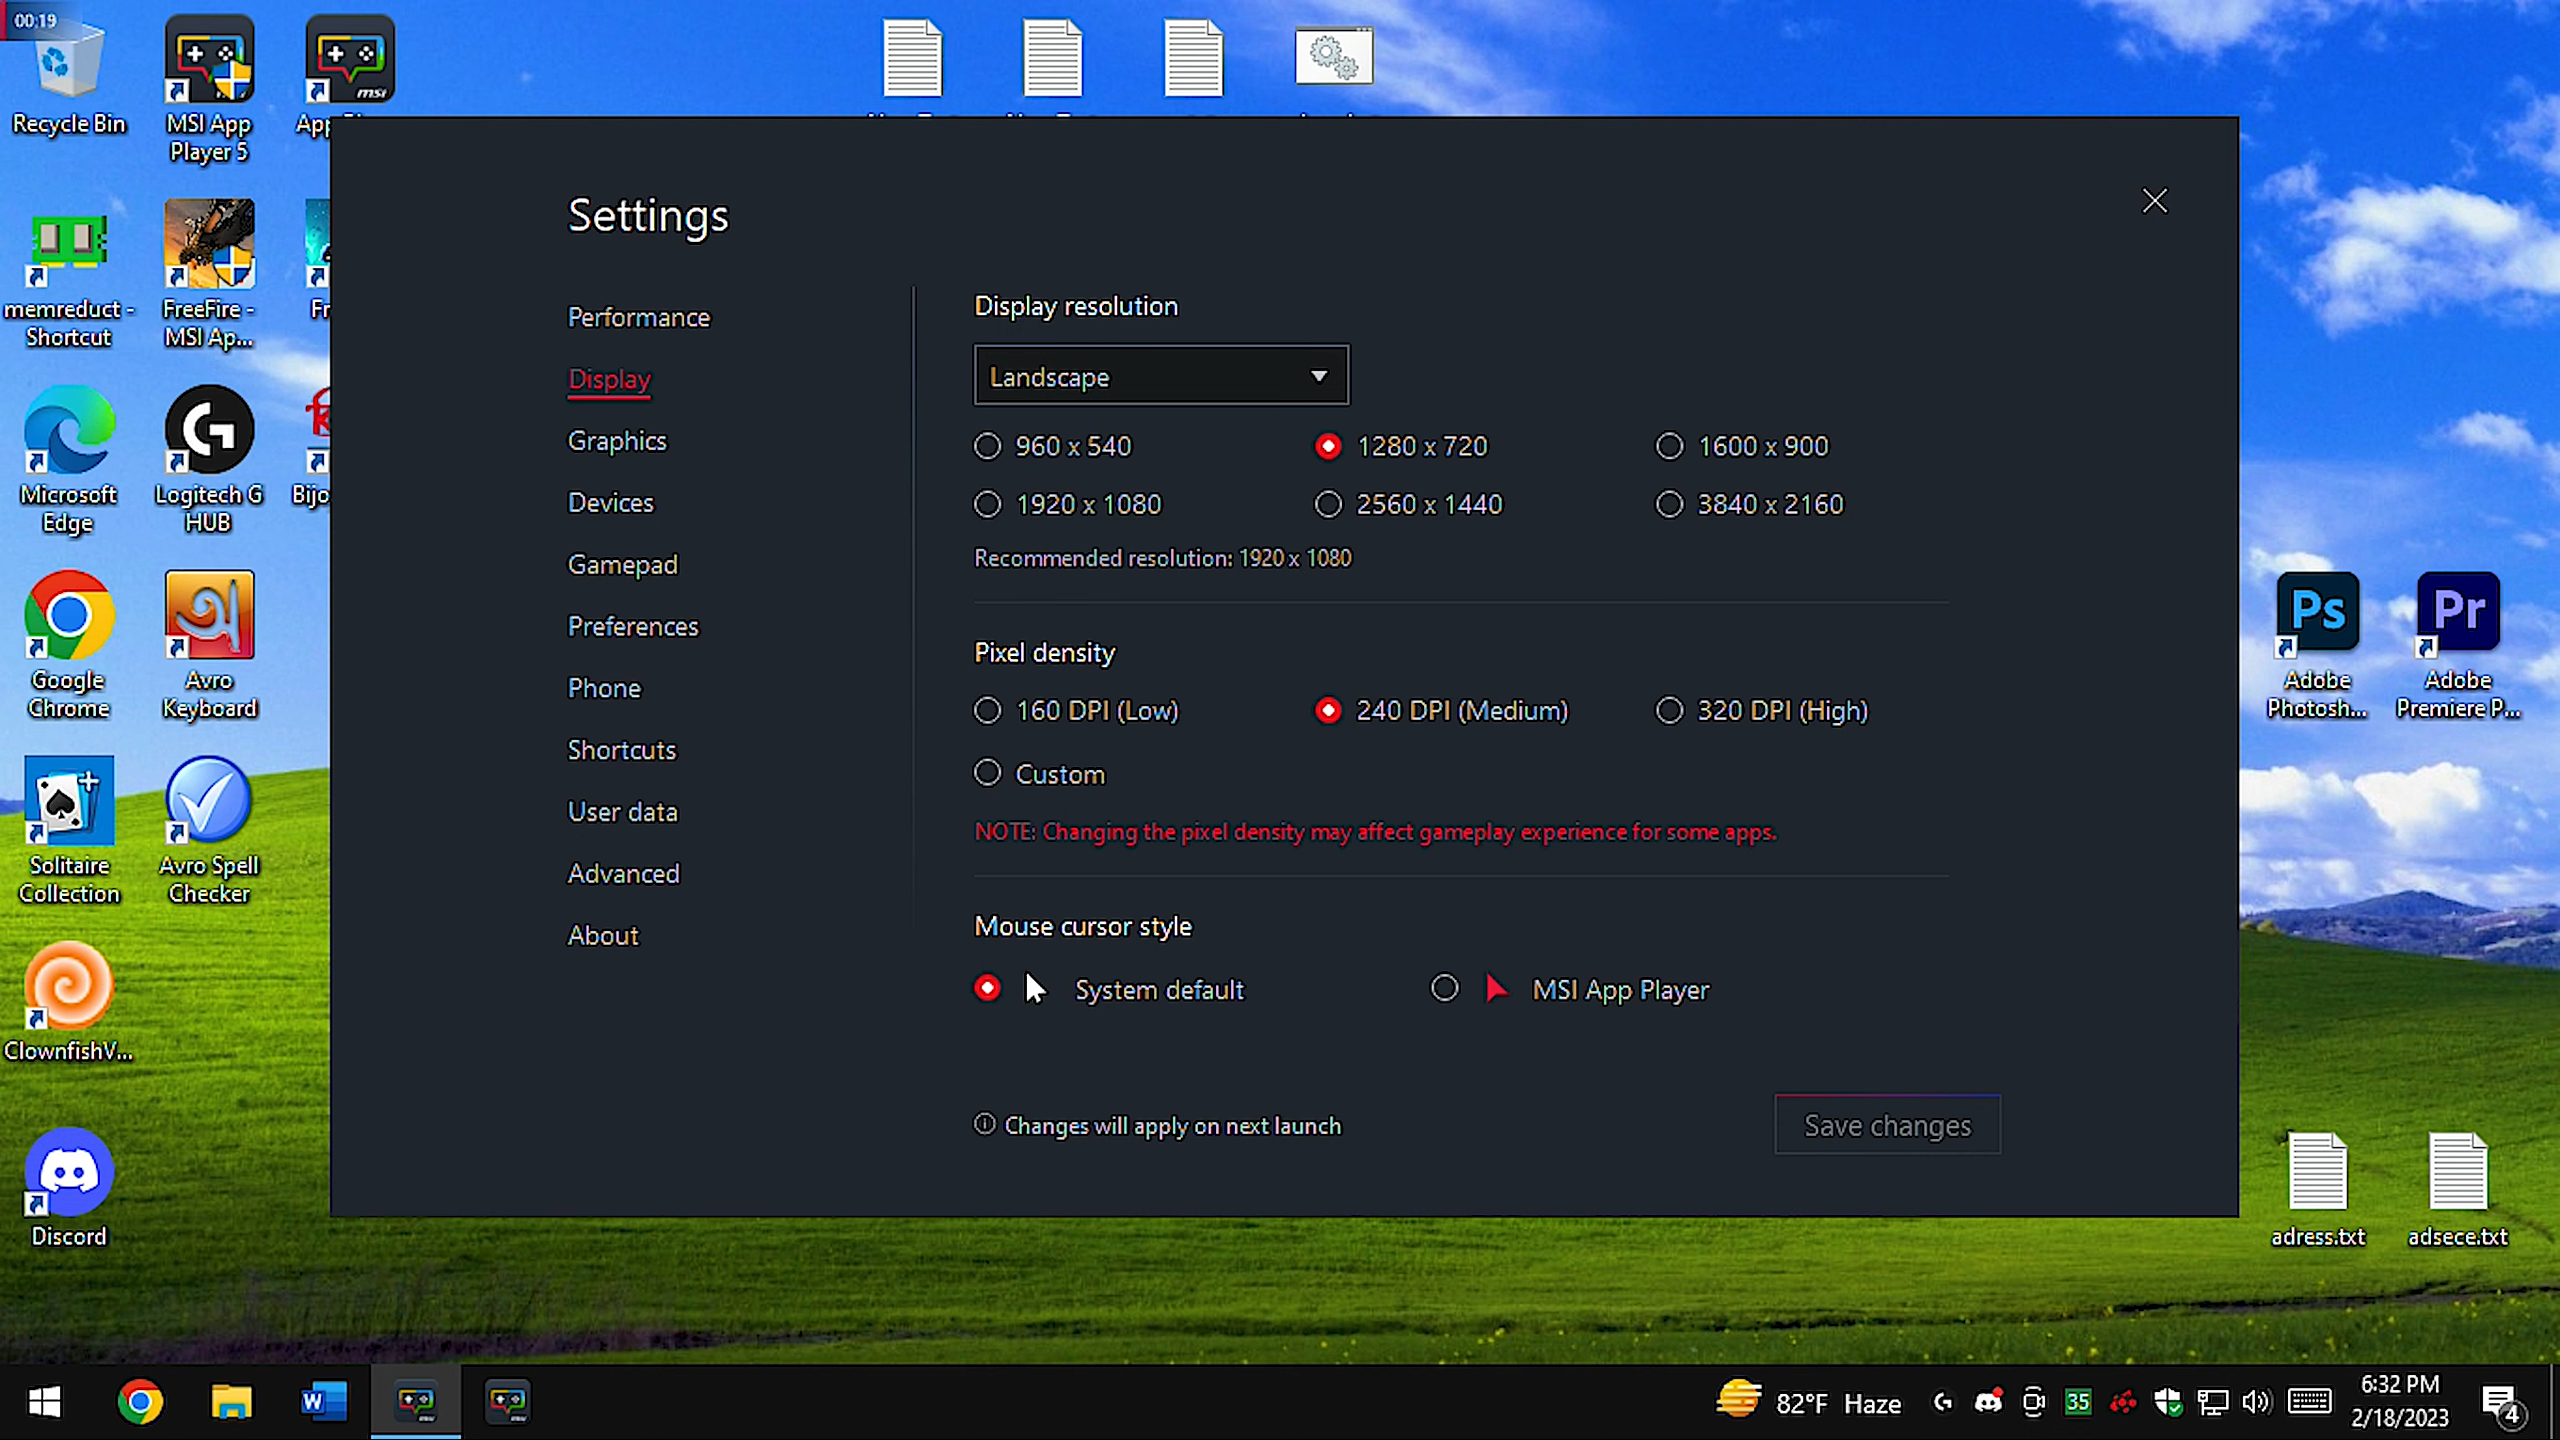 00:19
Recycle Bin
MSI App
Player 5
msi
memreduct -
Shortcut
FreeFire -
MSI Ap...
Microsoft
Edge
Logitech G
HUB
Bijo
Google
Chrome
Avro
Keyboard
Solitaire
Collection
Avro Spell
Checker
ClownfishV...
Discord
Settings
Performance
Display
Graphics
Devices
Gamepad
Preferences
Phone
Shortcuts
User data
Advanced
About
Display resolution
Landscape
960 x 540
1280 x 720
1600 x 900
1920 x 1080
2560 x 1440
3840 x 2160
Recommended resolution: 1920 x 1080
Pixel density
160 DPI (Low)
240 DPI (Medium)
320 DPI (High)
Custom
NOTE: Changing the pixel density may affect gameplay experience for some apps.
Mouse cursor style
System default
MSI App Player
Changes will apply on next launch
Save changes
Ps
Adobe
Photosh...
Pr
Adobe
Premiere P...
adress.txt
adsece.txt
82°F Haze
35
6:32 PM
2/18/2023
4